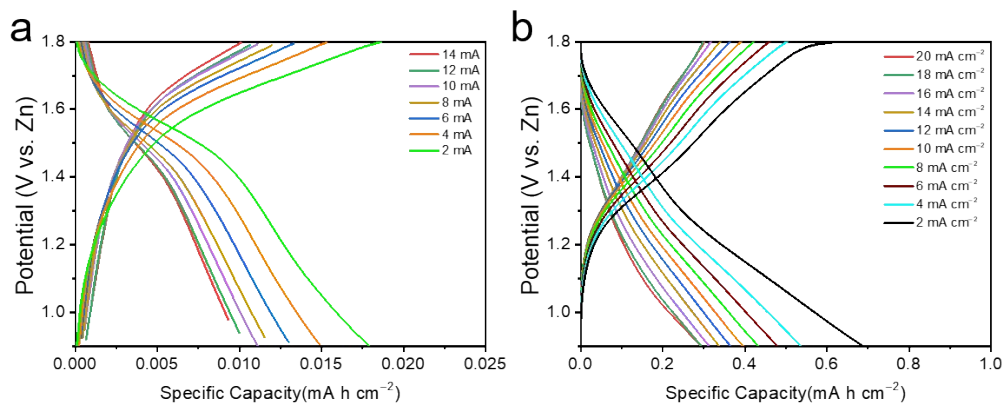 a
1.8
1.6
1.4
1.2
1.0
Potential (V vs. Zn)
14 mA
12 mA
10 mA
8 mA
6 mA
4 mA
2 mA
0.000
0.005
0.010
0.015
0.020
0.025
Specific Capacity(mA h cm⁻²)
b
1.8
1.6
1.4
1.2
1.0
Potential (V vs. Zn)
20 mA cm⁻²
18 mA cm⁻²
16 mA cm⁻²
14 mA cm⁻²
12 mA cm⁻²
10 mA cm⁻²
8 mA cm⁻²
6 mA cm⁻²
4 mA cm⁻²
2 mA cm⁻²
0.0
0.2
0.4
0.6
0.8
1.0
Specific Capacity(mA h cm⁻²)